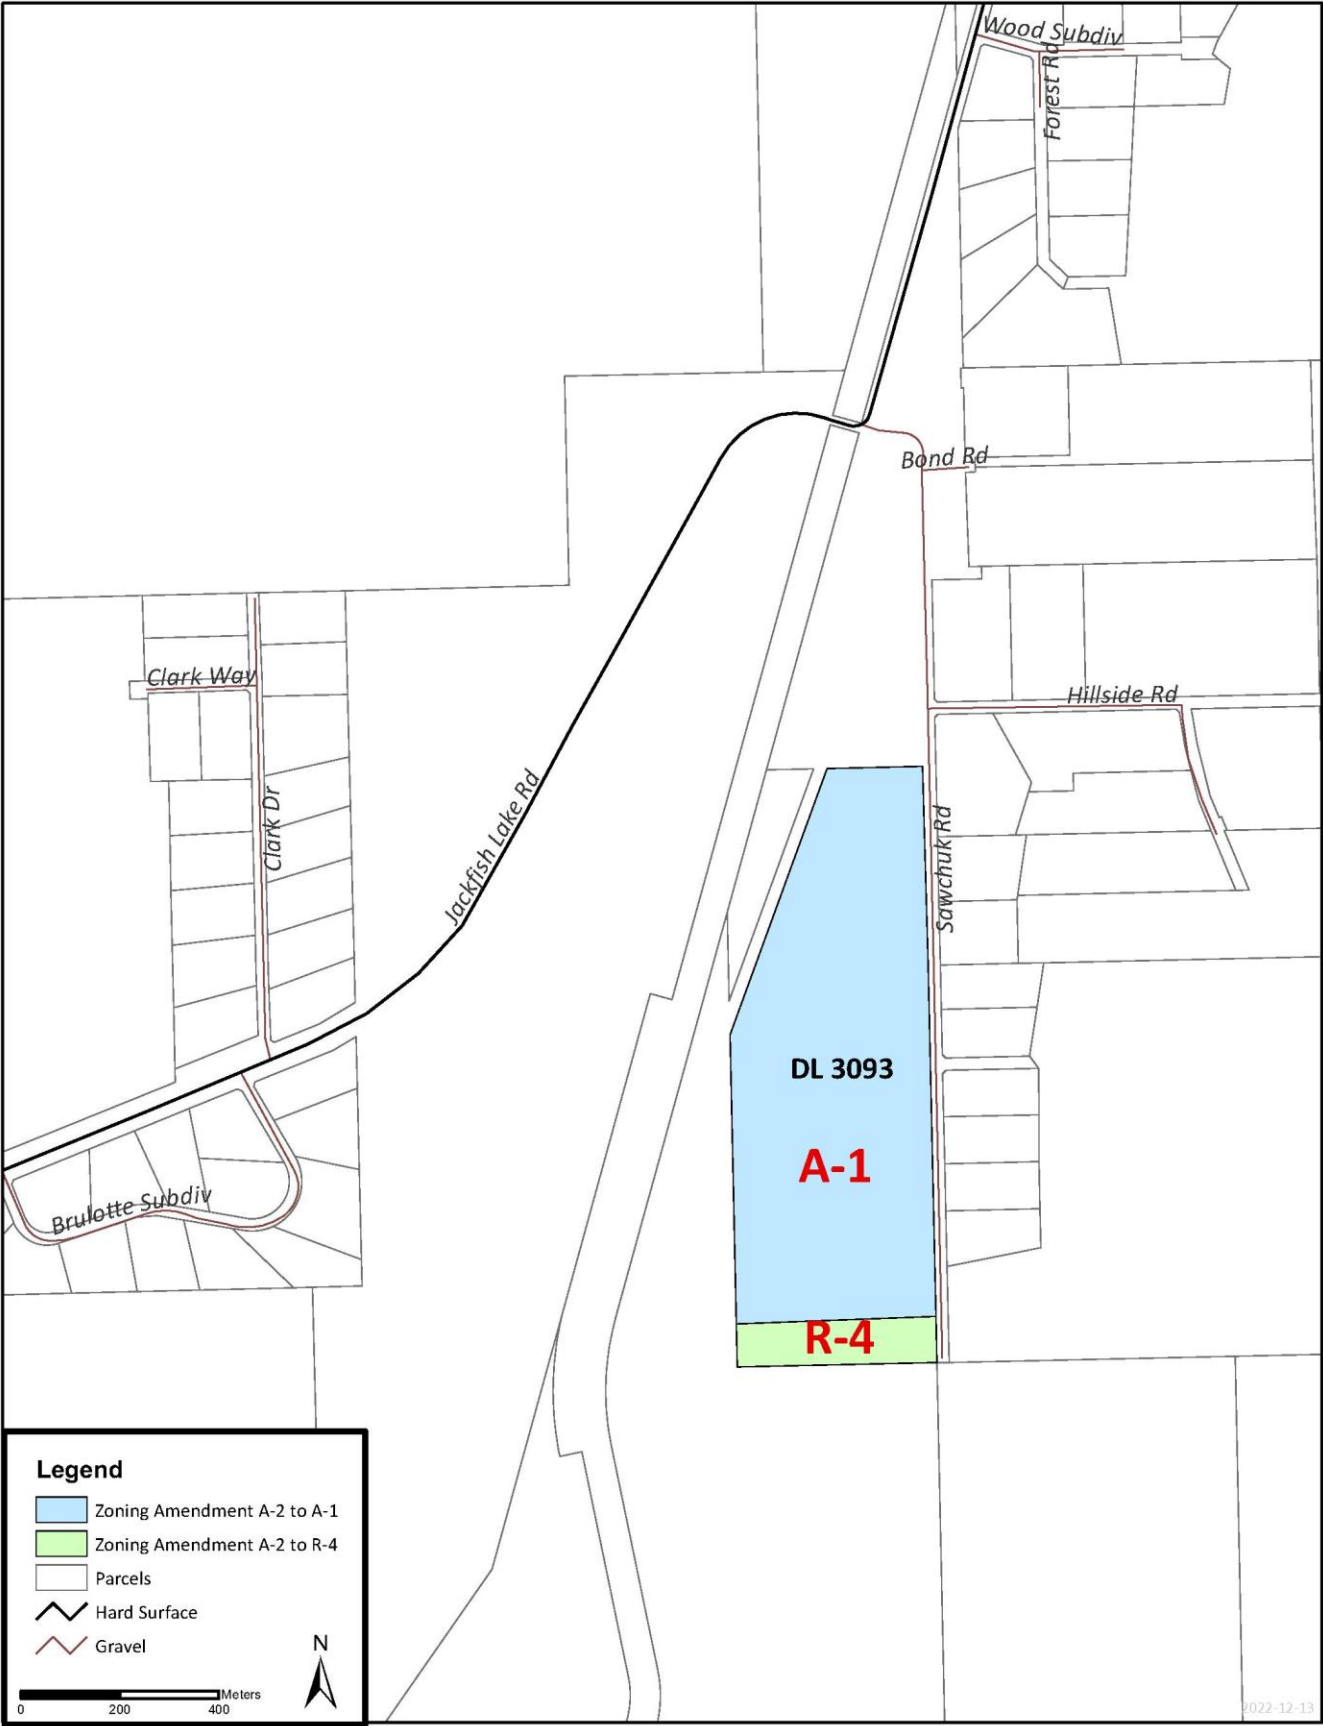 Wood Subdiv
Forest Rd
Bond Rd
Clark Way
Hillside Rd
Clark Dr
Jackfish Lake Rd
Sawchuk Rd
DL 3093
A-1
Brulotte Subdiv
R-4
Legend
Zoning Amendment A-2 to A-1
Zoning Amendment A-2 to R-4
Parcels
Hard Surface
Gravel
N
Meters
0 200 400
2022-12-13